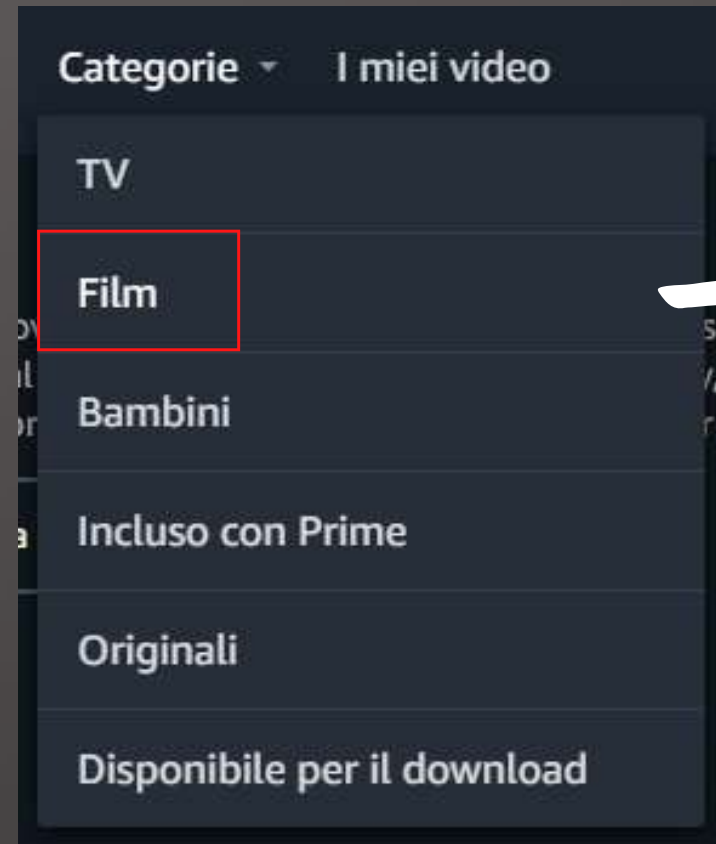 Categorie I miei video
TV
Film
Bambini
Incluso con Prime
Originali
Disponibile per il download